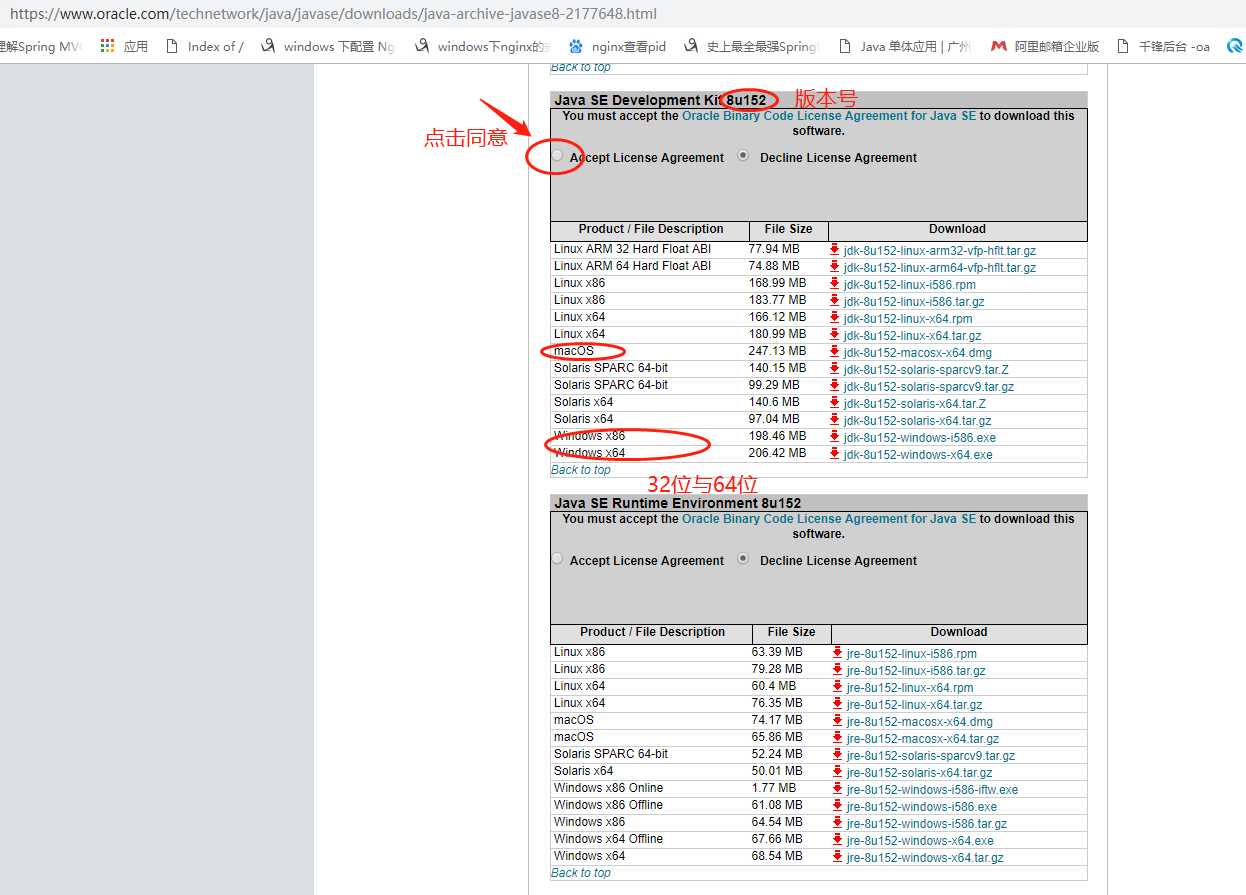 https://www.oracle.com/technetwork/java/javase/downloads/java-archive-javase8-2177648.html
理解Spring MV 应用 Index of / windows 下配置 Ng windows下nginx的 nginx查看pid 史上最全最强Spring Java 单体应用 | 广州 阿里邮箱企业版 千锋后台 -oa
Back to top
Java SE Development Kit 8u152 版本号
You must accept the Oracle Binary Code License Agreement for Java SE to download this
software.
点击同意
Accept License Agreement Decline License Agreement
Product / File Description File Size Download
Linux ARM 32 Hard Float ABI 77.94 MB jdk-8u152-linux-arm32-vfp-hflt.tar.gz
Linux ARM 64 Hard Float ABI 74.88 MB jdk-8u152-linux-arm64-vfp-hflt.tar.gz
Linux x86 168.99 MB jdk-8u152-linux-i586.rpm
Linux x86 183.77 MB jdk-8u152-linux-i586.tar.gz
Linux x64 166.12 MB jdk-8u152-linux-x64.rpm
Linux x64 180.99 MB jdk-8u152-linux-x64.tar.gz
macOS 247.13 MB jdk-8u152-macosx-x64.dmg
Solaris SPARC 64-bit 140.15 MB jdk-8u152-solaris-sparcv9.tar.Z
Solaris SPARC 64-bit 99.29 MB jdk-8u152-solaris-sparcv9.tar.gz
Solaris x64 140.6 MB jdk-8u152-solaris-x64.tar.Z
Solaris x64 97.04 MB jdk-8u152-solaris-x64.tar.gz
Windows x86 198.46 MB jdk-8u152-windows-i586.exe
Windows x64 206.42 MB jdk-8u152-windows-x64.exe
Back to top
32位与64位
Java SE Runtime Environment 8u152
You must accept the Oracle Binary Code License Agreement for Java SE to download this
software.
Accept License Agreement Decline License Agreement
Product / File Description File Size Download
Linux x86 63.39 MB jre-8u152-linux-i586.rpm
Linux x86 79.28 MB jre-8u152-linux-i586.tar.gz
Linux x64 60.4 MB jre-8u152-linux-x64.rpm
Linux x64 76.35 MB jre-8u152-linux-x64.tar.gz
macOS 74.17 MB jre-8u152-macosx-x64.dmg
macOS 65.86 MB jre-8u152-macosx-x64.tar.gz
Solaris SPARC 64-bit 52.24 MB jre-8u152-solaris-sparcv9.tar.gz
Solaris x64 50.01 MB jre-8u152-solaris-x64.tar.gz
Windows x86 Online 1.77 MB jre-8u152-windows-i586-iftw.exe
Windows x86 Offline 61.08 MB jre-8u152-windows-i586.exe
Windows x86 64.54 MB jre-8u152-windows-i586.tar.gz
Windows x64 Offline 67.66 MB jre-8u152-windows-x64.exe
Windows x64 68.54 MB jre-8u152-windows-x64.tar.gz
Back to top